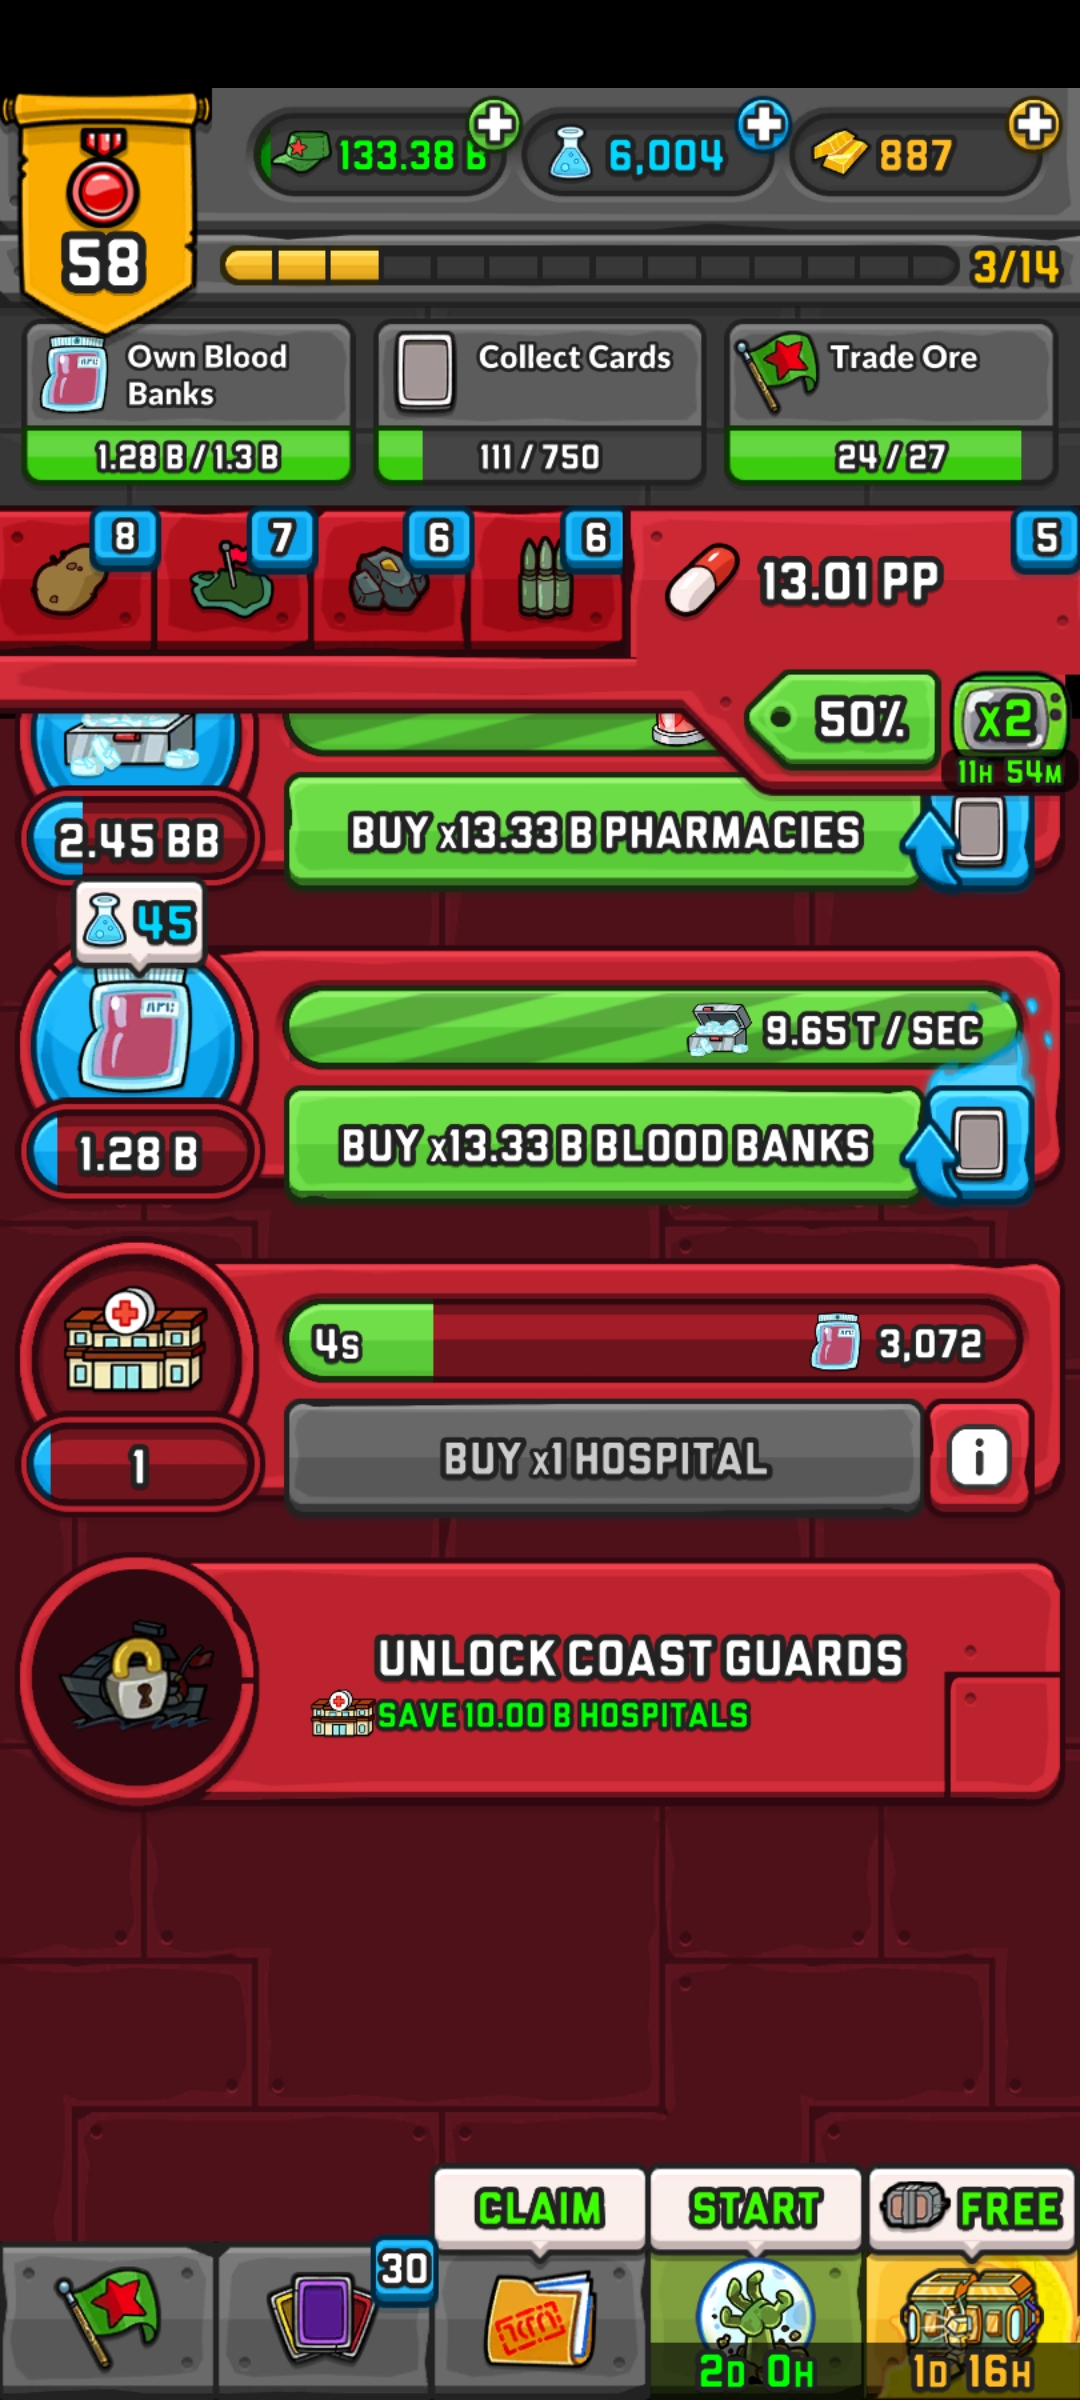 133.38 B
6,004
887
58
3/14
Own Blood
Banks
1.28 B / 1.3 B
Collect Cards
111 / 750
Trade Ore
24 / 27
8
7
6
6
13.01 PP
5
50%
x2
11H 54M
2.45 BB
BUY x13.33 B PHARMACIES
45
9.65 T / SEC
1.28 B
BUY x13.33 B BLOOD BANKS
4s
3,072
1
BUY x1 HOSPITAL
i
UNLOCK COAST GUARDS
SAVE 10.00 B HOSPITALS
CLAIM
START
FREE
30
2D 0H
1D 16H